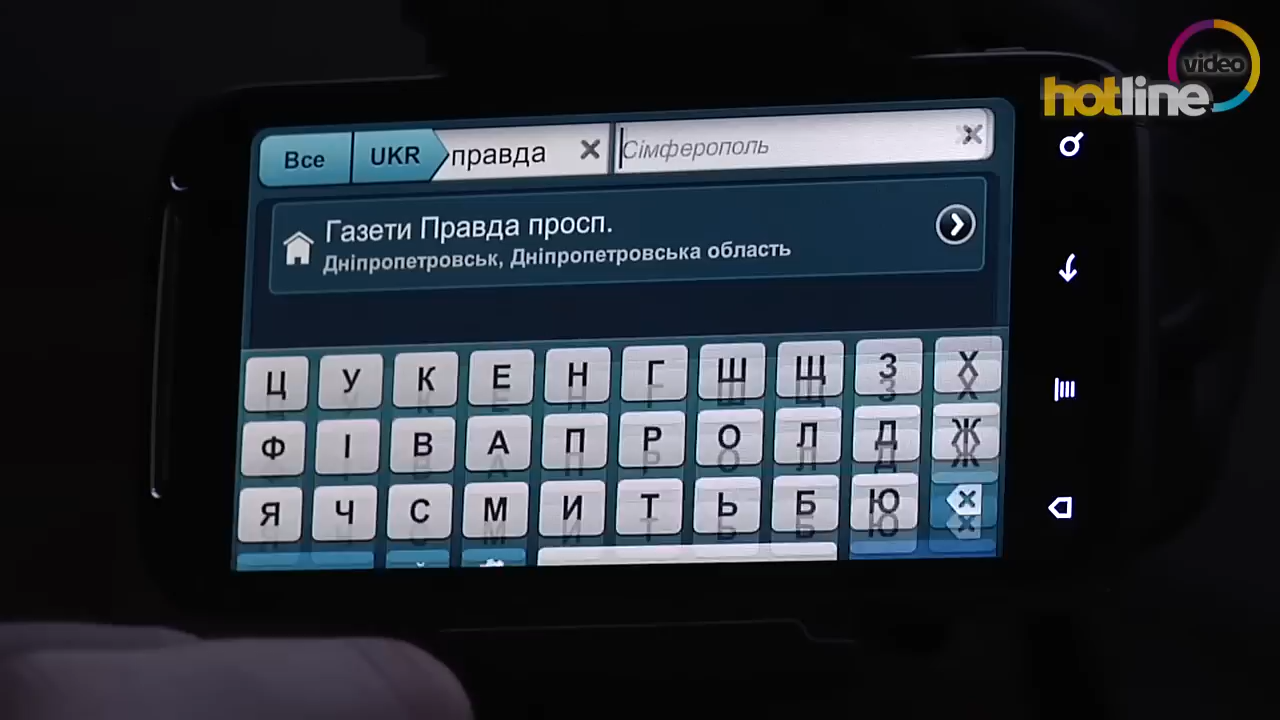 video
hotline
Все UKR правда Сімферополь
Газети Правда просп.
Дніпропетровськ, Дніпропетровська область
Ц У К Е Н Г Ш Щ З Х
Ф І В А П Р О Л Д Ж
Я Ч С М И Т Ь Б Ю